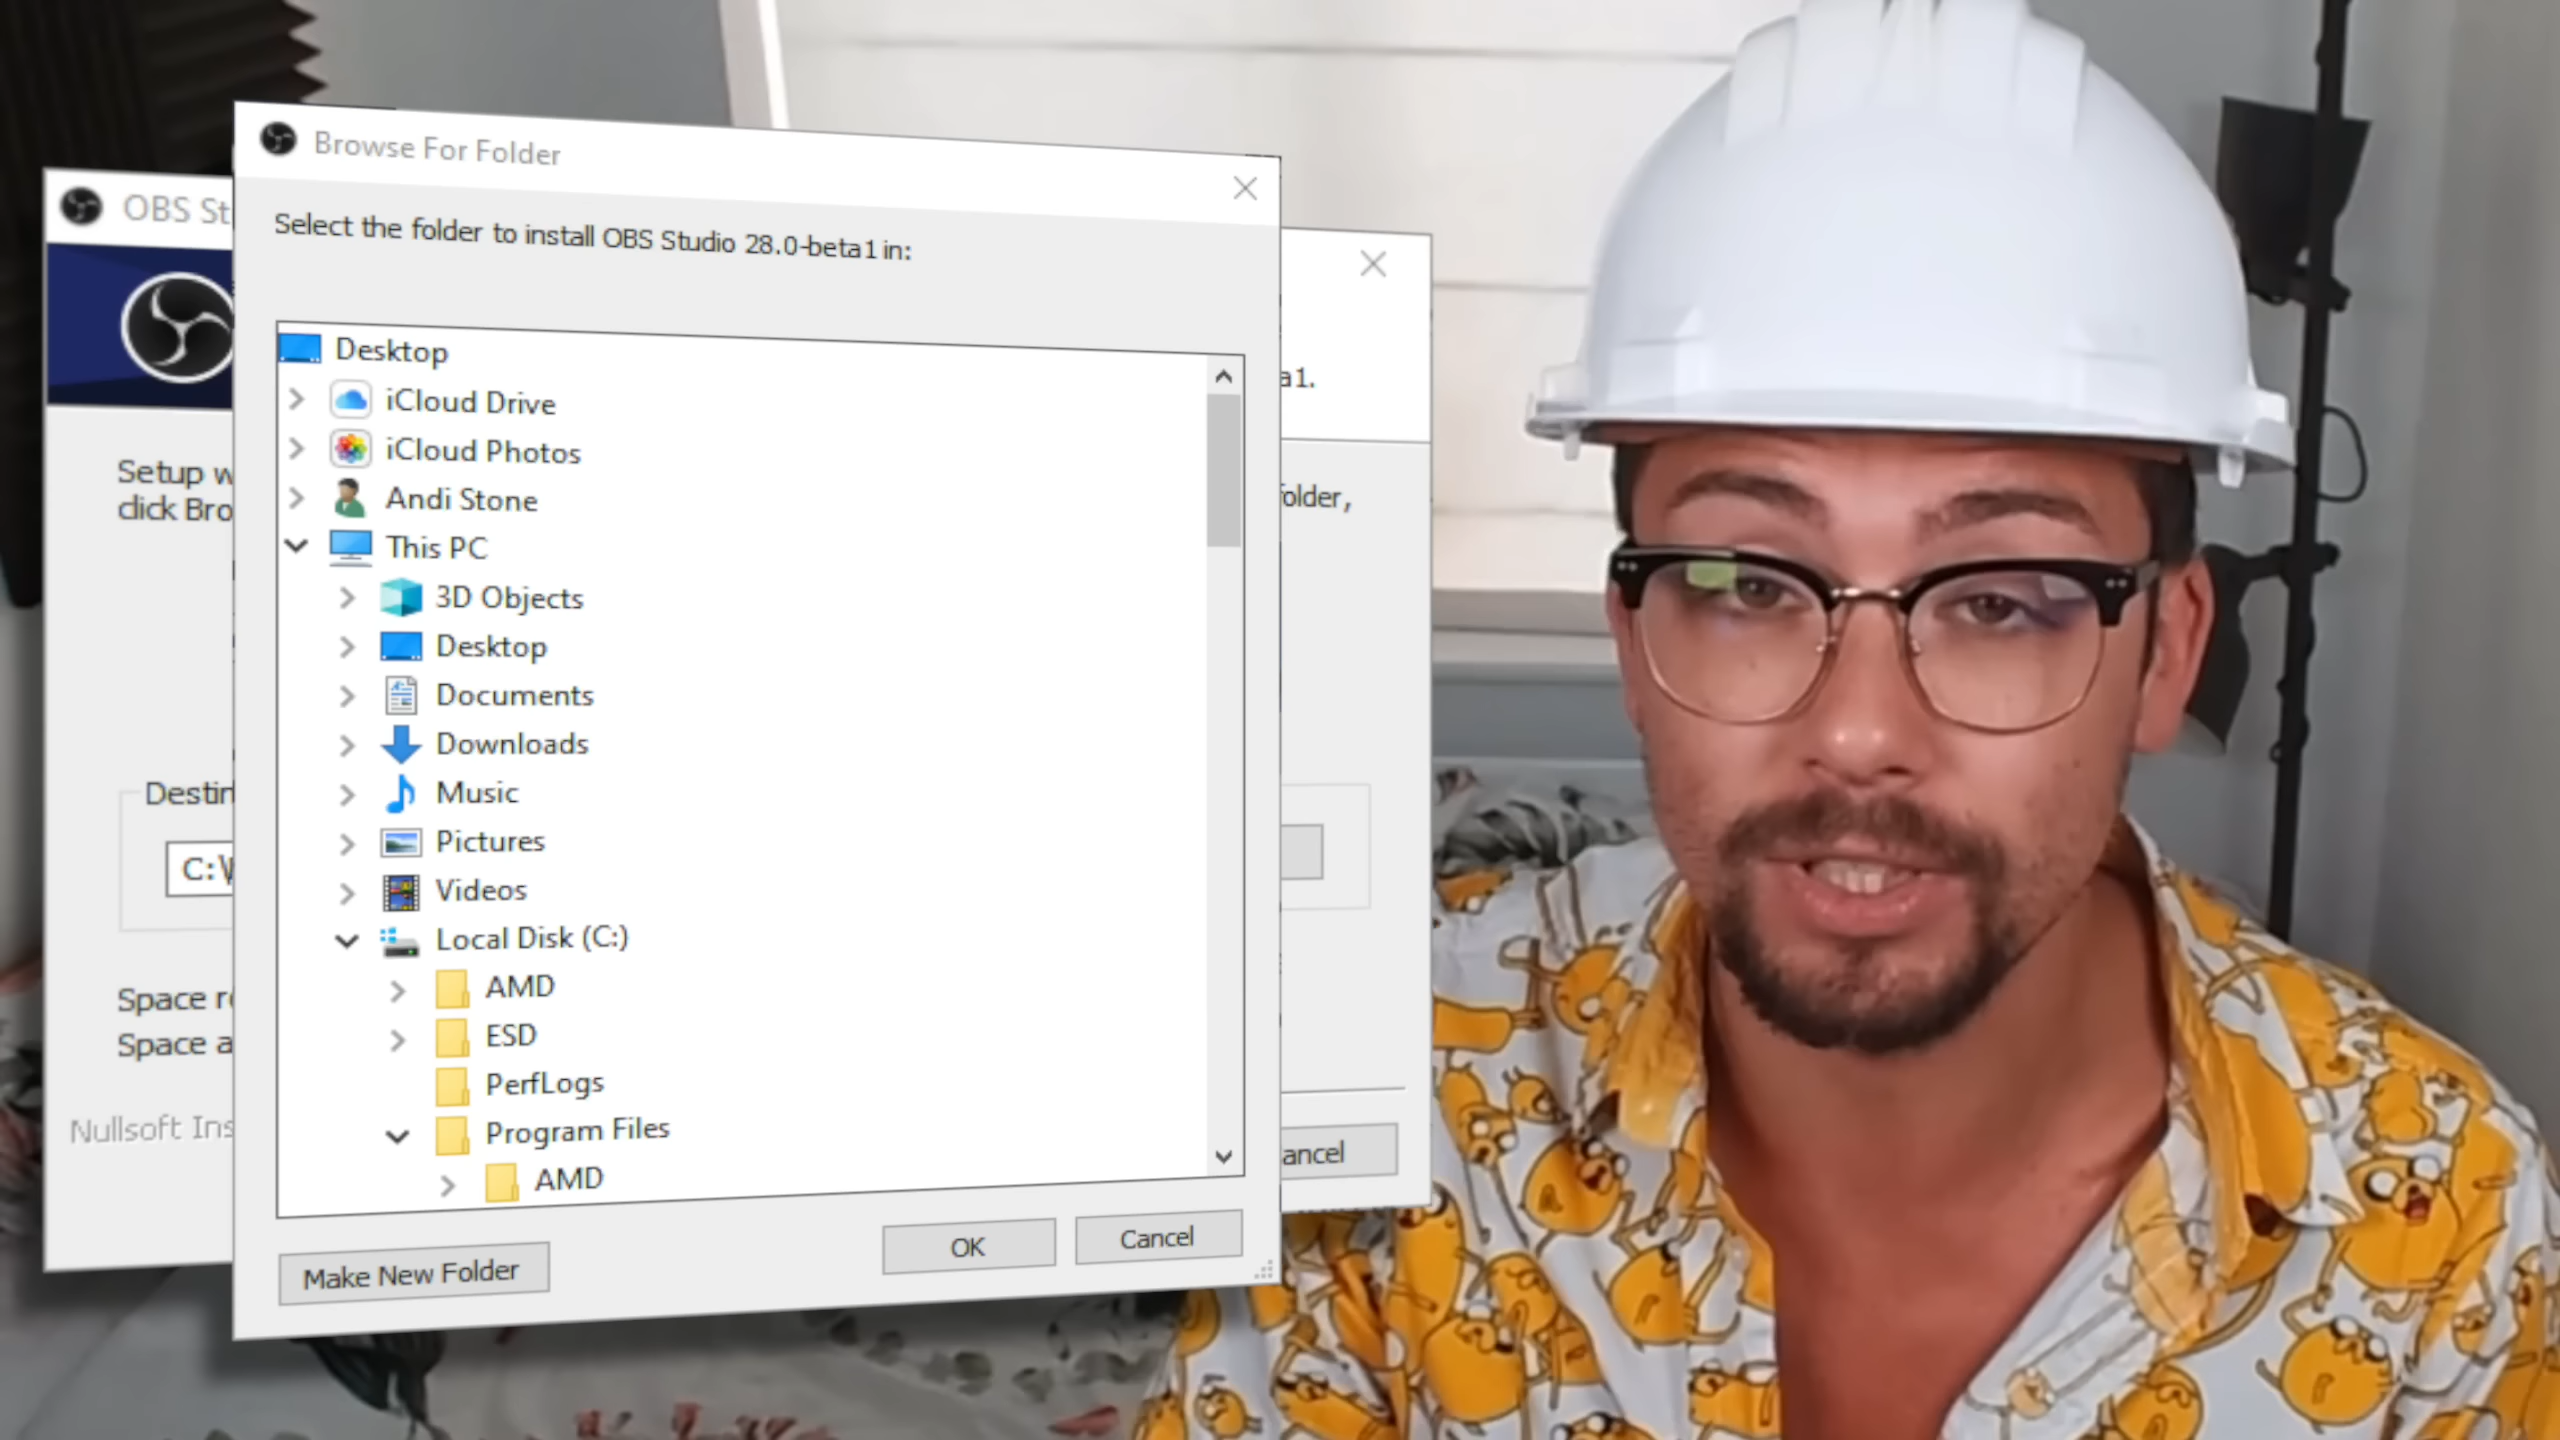 Browse For Folder
OBS St
Select the folder to install OBS Studio 28.0-beta1 in:
Desktop
iCloud Drive
a1.
iCloud Photos
Setup w
click Bro
Andi Stone
older,
This PC
3D Objects
Desktop
Documents
Downloads
Music
Destin
Pictures
C:\
Videos
Local Disk (C:)
AMD
Space r
ESD
Space a
PerfLogs
Nullsoft Ins
Program Files
ancel
AMD
OK
Cancel
Make New Folder